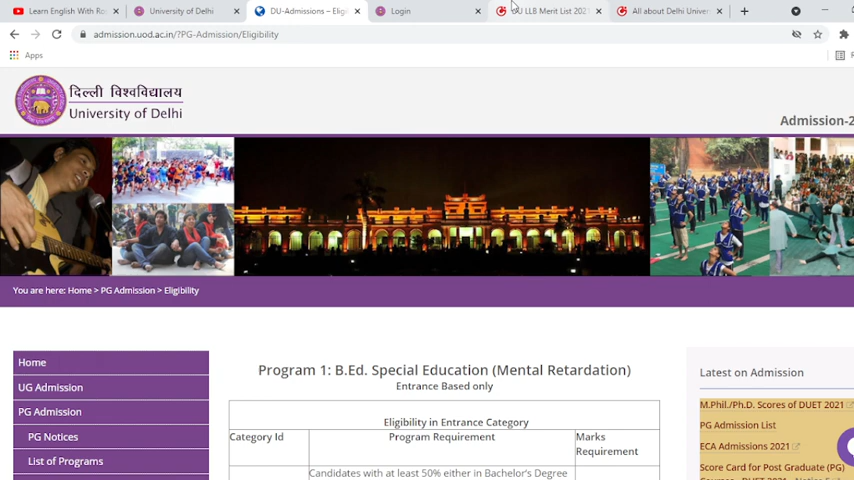 Learn English With Ro
University of Delhi
DU-Admissions – Eligi
Login
DU LLB Merit List 2021
All about Delhi Univer
admission.uod.ac.in/?PG-Admission/Eligibility
Apps
दिल्ली विश्वविद्यालय
University of Delhi
Admission-2
You are here: Home > PG Admission > Eligibility
Home
UG Admission
PG Admission
PG Notices
List of Programs
Program 1: B.Ed. Special Education (Mental Retardation)
Entrance Based only
Eligibility in Entrance Category
Category Id
Program Requirement
Marks
Requirement
Candidates with at least 50% either in Bachelor's Degree
Latest on Admission
M.Phil./Ph.D. Scores of DUET 2021
PG Admission List
ECA Admissions 2021
Score Card for Post Graduate (PG)